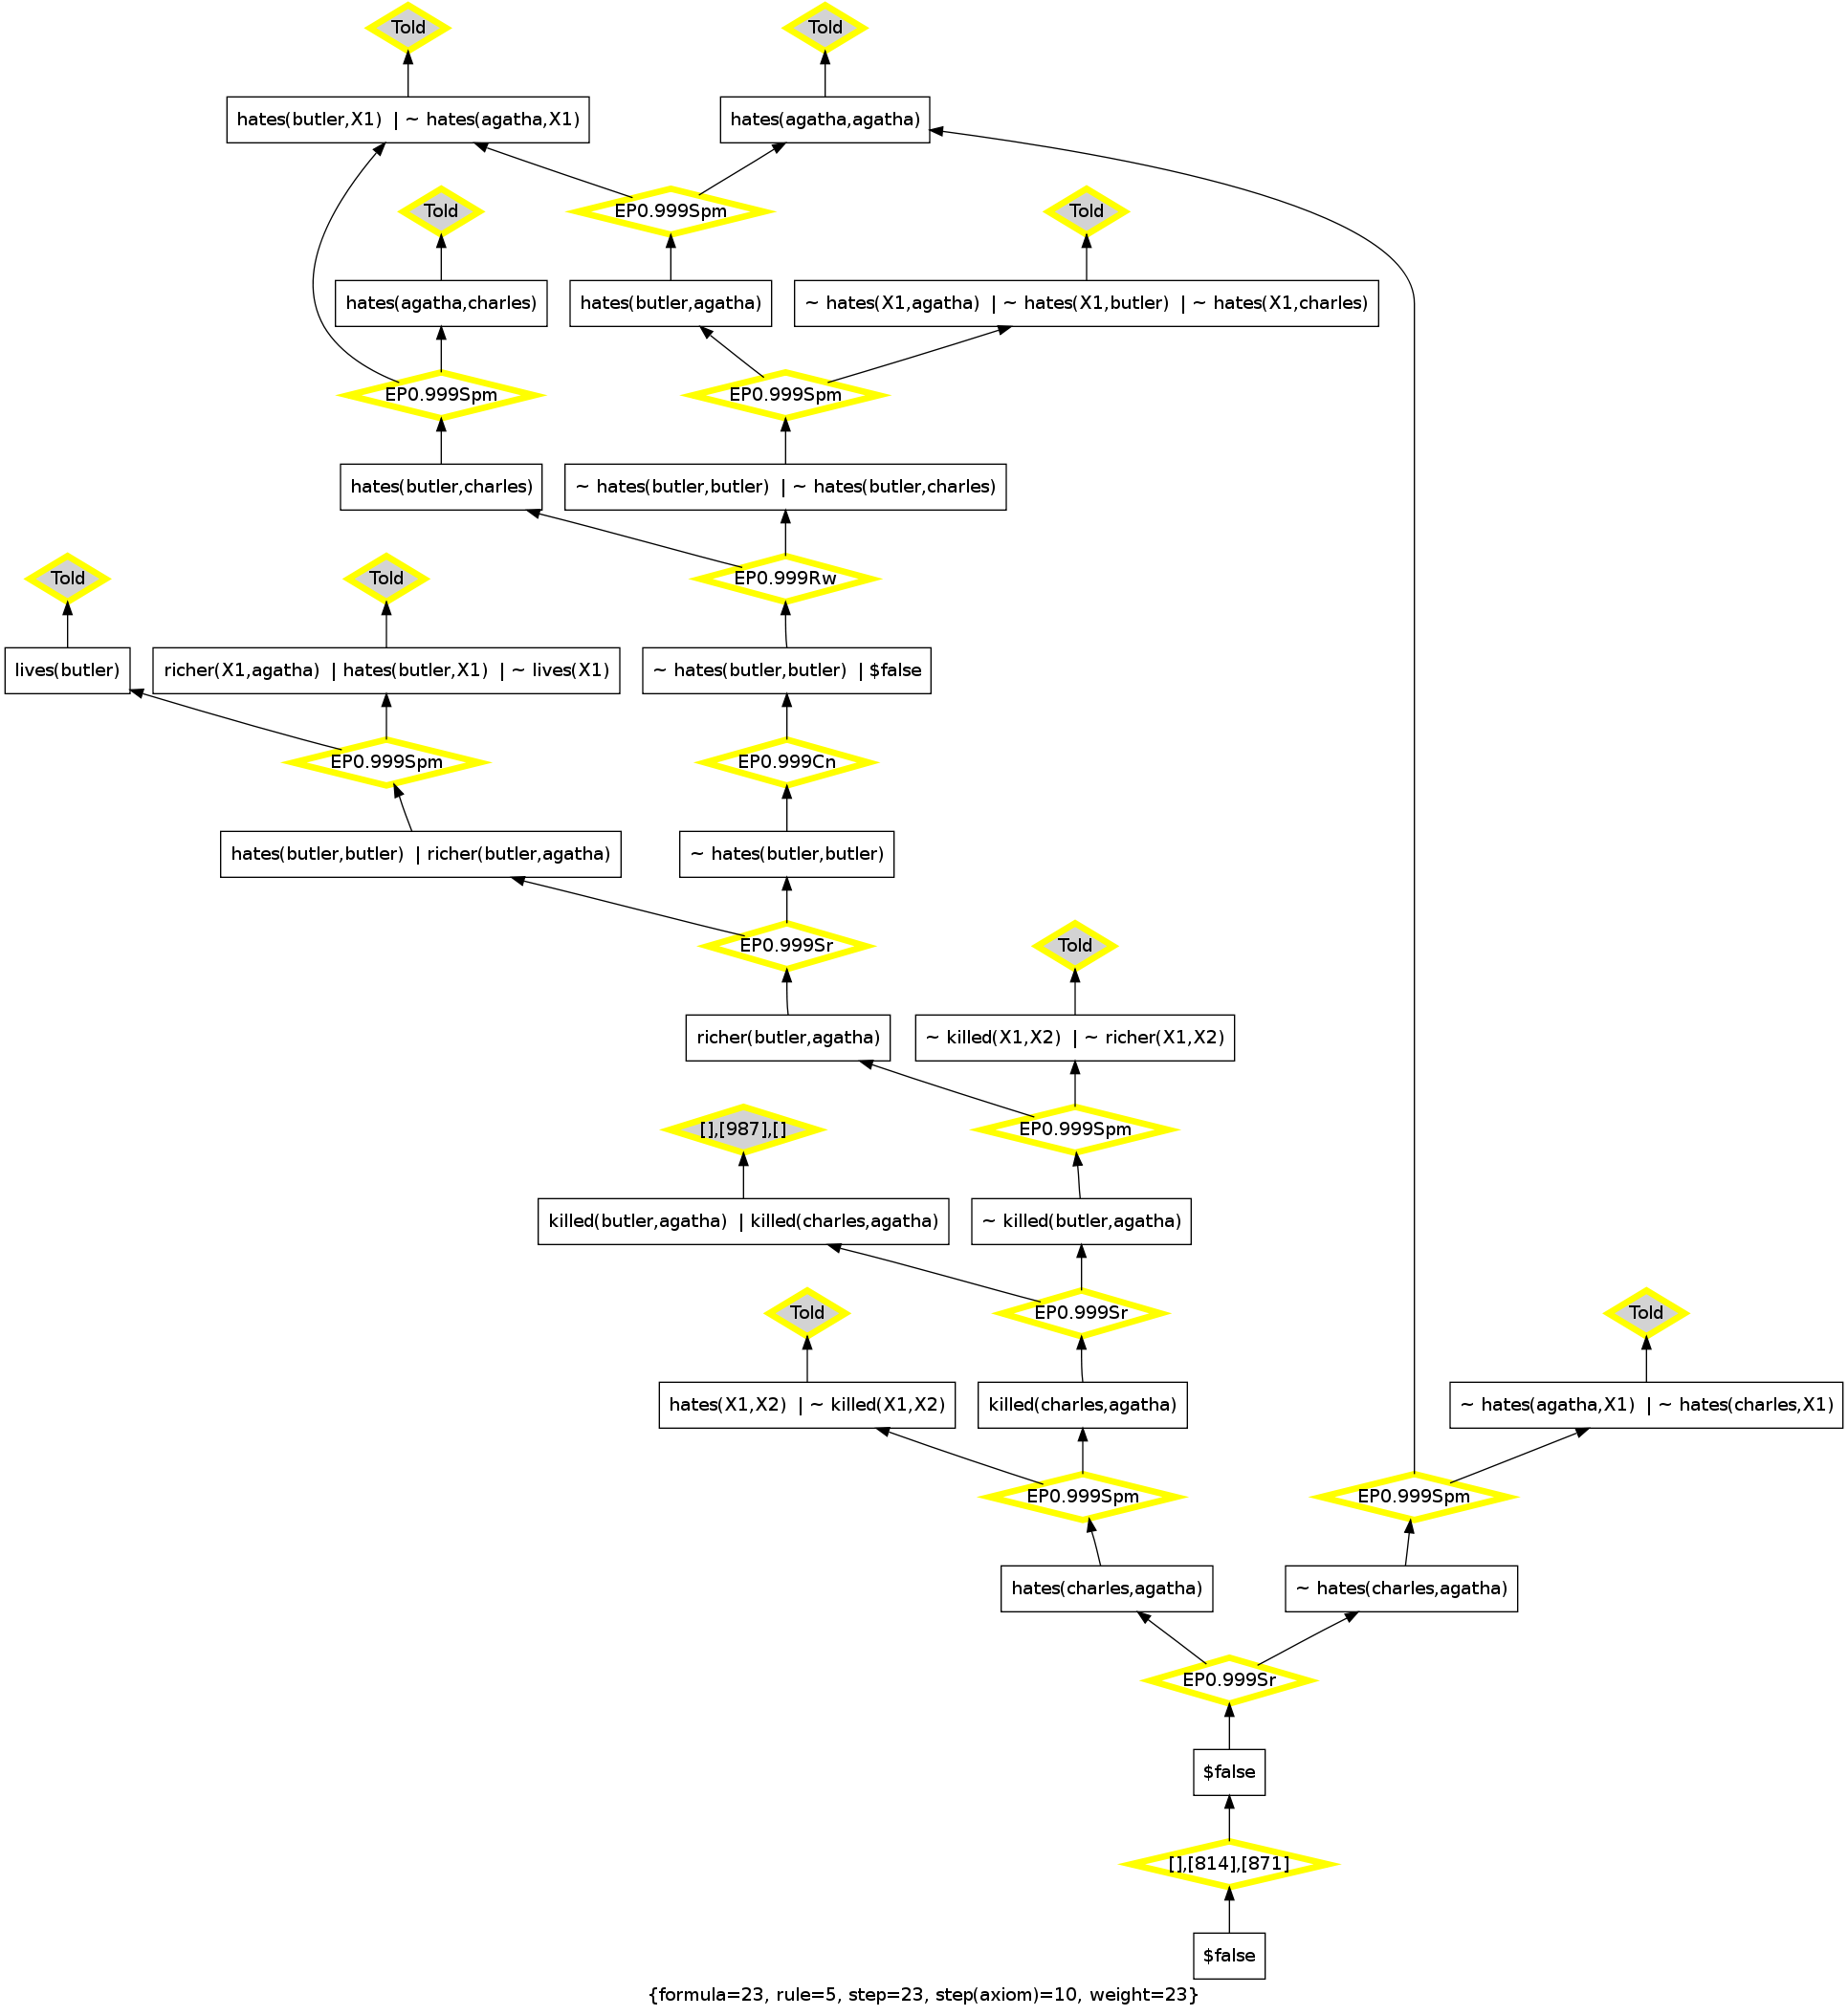 Told
Told
hates(butler,X1) | ~ hates(agatha,X1)
hates(agatha,agatha)
Told
EP0.999Spm
Told
hates(agatha,charles)
hates(butler,agatha)
~ hates(X1,agatha) | ~ hates(X1,butler) | ~ hates(X1,charles)
EP0.999Spm
EP0.999Spm
hates(butler,charles)
~ hates(butler,butler) | ~ hates(butler,charles)
Told
Told
EP0.999Rw
lives(butler)
richer(X1,agatha) | hates(butler,X1) | ~ lives(X1)
~ hates(butler,butler) | $false
EP0.999Spm
EP0.999Cn
hates(butler,butler) | richer(butler,agatha)
~ hates(butler,butler)
EP0.999Sr
Told
richer(butler,agatha)
~ killed(X1,X2) | ~ richer(X1,X2)
[],[987],[]
EP0.999Spm
killed(butler,agatha) | killed(charles,agatha)
~ killed(butler,agatha)
Told
EP0.999Sr
Told
hates(X1,X2) | ~ killed(X1,X2)
killed(charles,agatha)
~ hates(agatha,X1) | ~ hates(charles,X1)
EP0.999Spm
EP0.999Spm
hates(charles,agatha)
~ hates(charles,agatha)
EP0.999Sr
$false
[],[814],[871]
$false
{formula=23, rule=5, step=23, step(axiom)=10, weight=23}